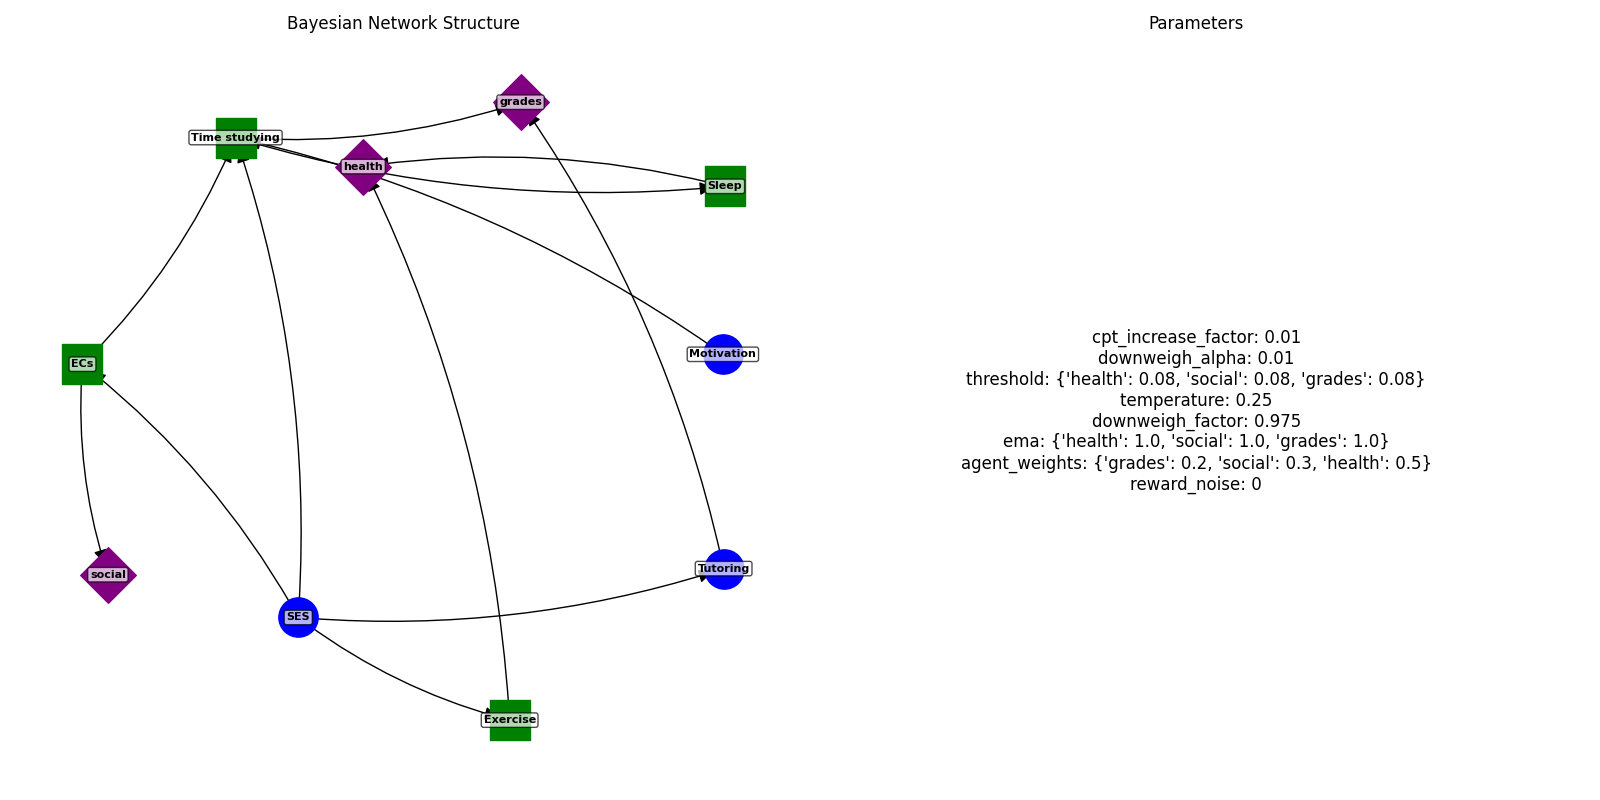 Bayesian Network Structure
Parameters
grades
Time studying
health
Sleep
Motivation
ECs
social
SES
Tutoring
Exercise
cpt_increase_factor: 0.01
downweigh_alpha: 0.01
threshold: {'health': 0.08, 'social': 0.08, 'grades': 0.08}
temperature: 0.25
downweigh_factor: 0.975
ema: {'health': 1.0, 'social': 1.0, 'grades': 1.0}
agent_weights: {'grades': 0.2, 'social': 0.3, 'health': 0.5}
reward_noise: 0